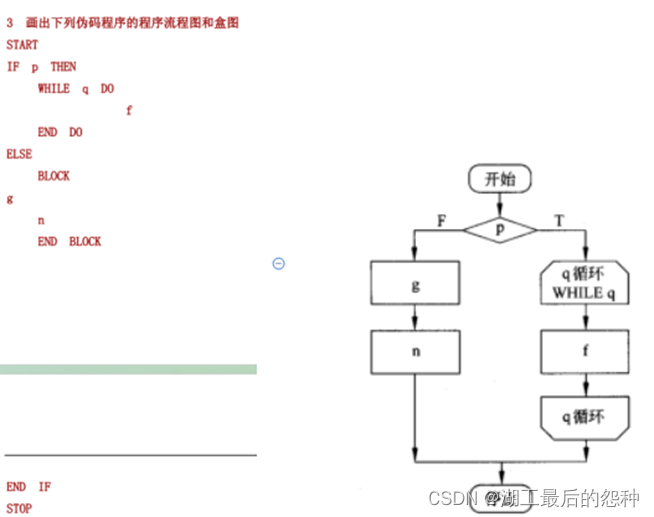 3 画出下列伪码程序的程序流程图和盒图
START
IF p THEN
WHILE q DO
f
END DO
ELSE
BLOCK
g
n
END BLOCK
END IF
STOP
开始
F
p
T
g
q循环
WHILE q
n
f
q循环
CSDN @湖工最后的怨种